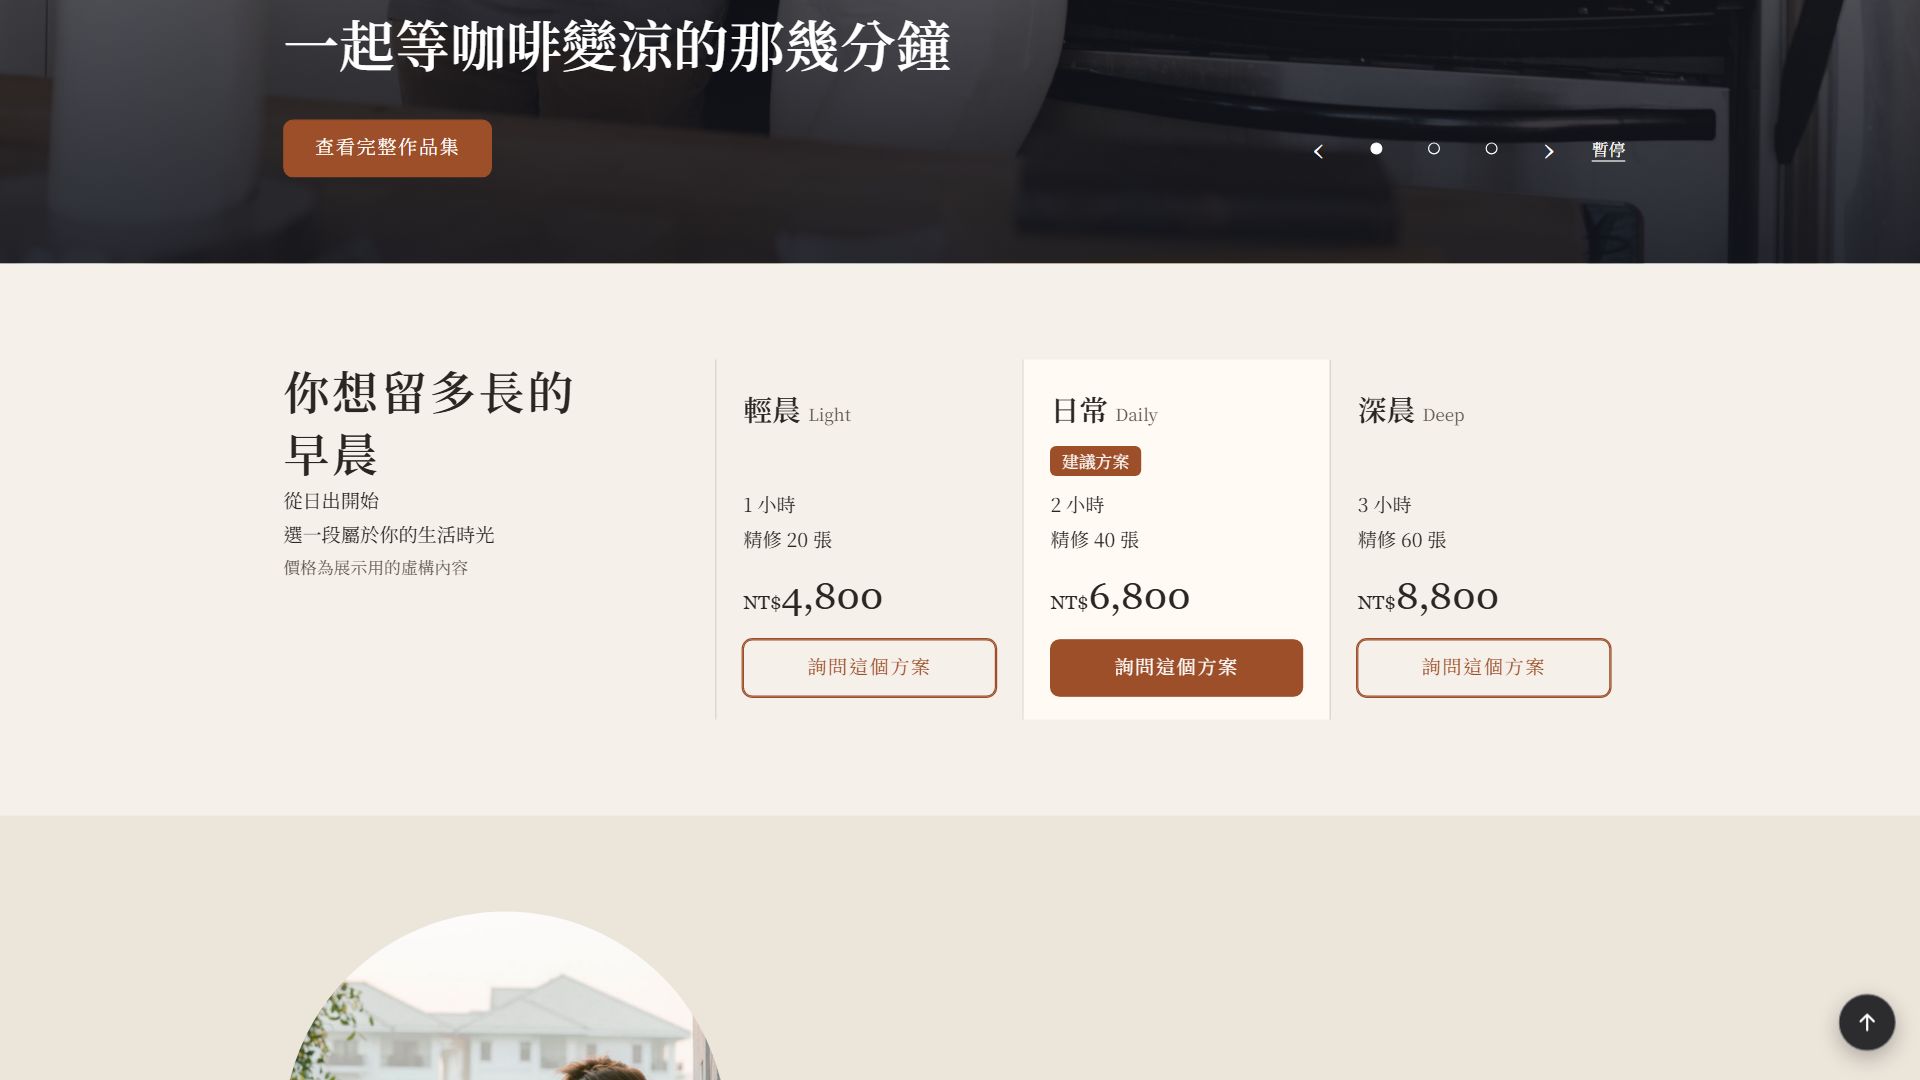 一起等咖啡變涼的那幾分鐘
查看完整作品集
暫停
你想留多長的
早晨
從日出開始
選一段屬於你的生活時光
價格為展示用的虛構內容
輕晨 Light
1 小時
精修 20 張
NT$4,800
詢問這個方案
日常 Daily
建議方案
2 小時
精修 40 張
NT$6,800
詢問這個方案
深晨 Deep
3 小時
精修 60 張
NT$8,800
詢問這個方案